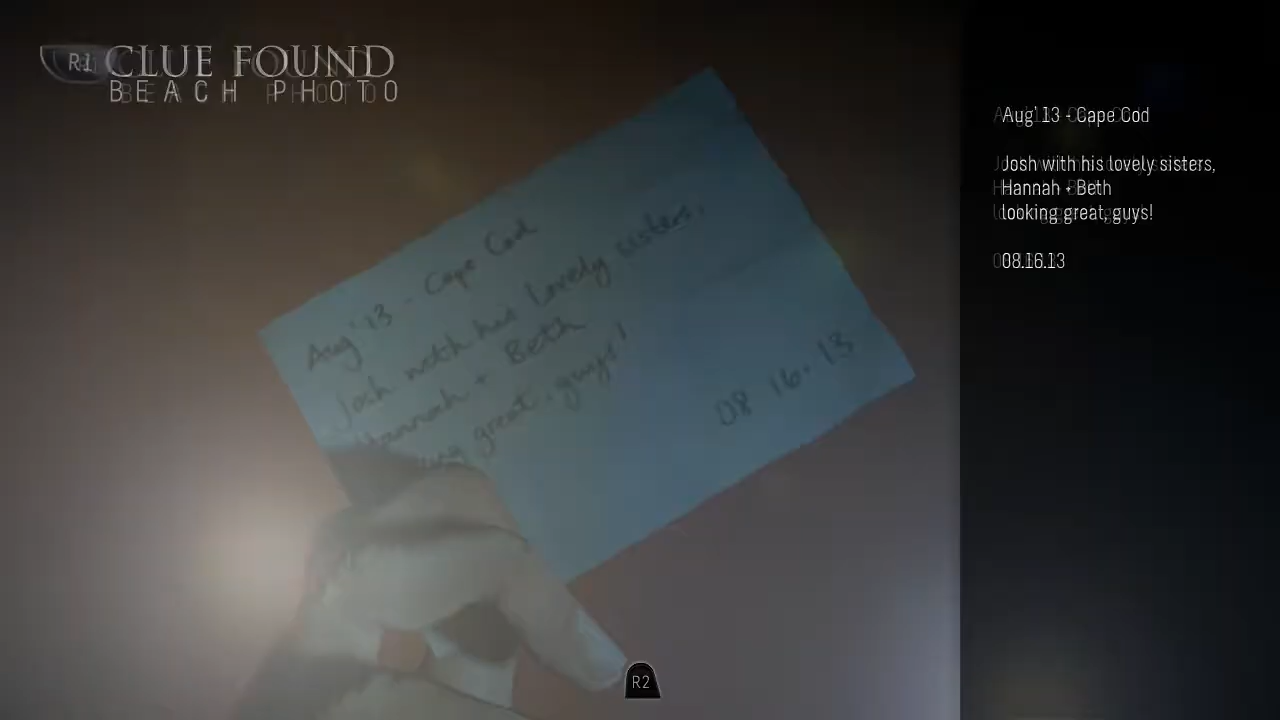 R1 CLUE FOUND
BEACH PHOTO
Aug '13 - Cape Cod
Josh with his lovely sisters,
Hannah + Beth
great, guys!
08.16.13
Aug'13 - Cape Cod
Josh with his lovely sisters,
Hannah + Beth
looking great, guys!
08.16.13
R2